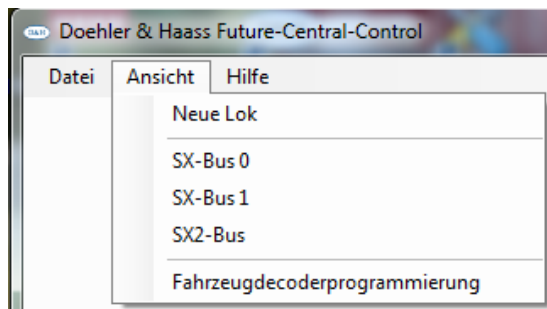 D&H Doehler & Haass Future-Central-Control
Datei Ansicht Hilfe
Neue Lok
SX-Bus 0
SX-Bus 1
SX2-Bus
Fahrzeugdecoderprogrammierung